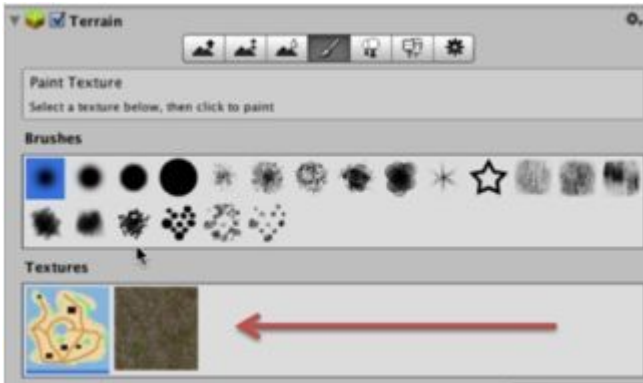 Terrain
Paint Texture
Select a texture below, then click to paint
Brushes
Textures